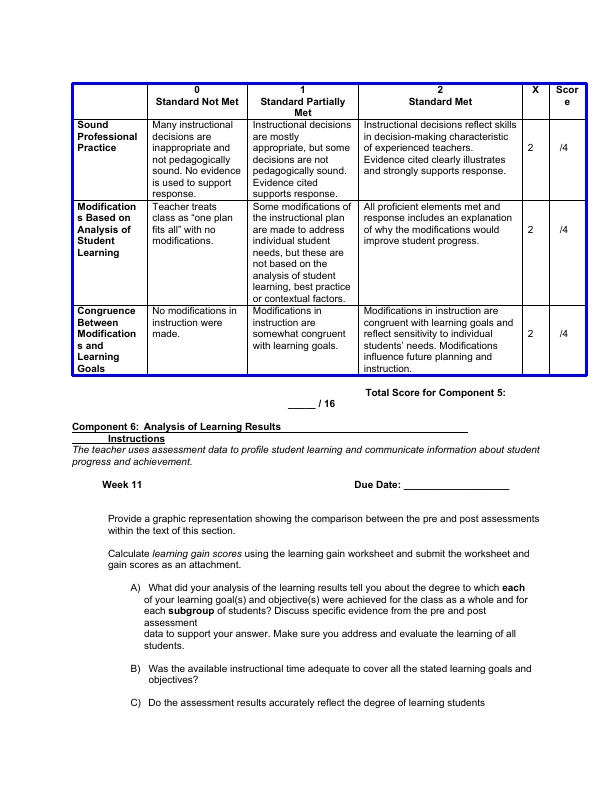 0
Standard Not Met
1
Standard Partially
Met
2
Standard Met
X
Scor
e
Sound
Professional
Practice
Many instructional
decisions are
inappropriate and
not pedagogically
sound. No evidence
is used to support
response.
Instructional decisions
are mostly
appropriate, but some
decisions are not
pedagogically sound.
Evidence cited
supports response.
Instructional decisions reflect skills
in decision-making characteristic
of experienced teachers.
Evidence cited clearly illustrates
and strongly supports response.
2
/4
Modification
s Based on
Analysis of
Student
Learning
Teacher treats
class as “one plan
fits all” with no
modifications.
Some modifications of
the instructional plan
are made to address
individual student
needs, but these are
not based on the
analysis of student
learning, best practice
or contextual factors.
All proficient elements met and
response includes an explanation
of why the modifications would
improve student progress.
2
/4
Congruence
Between
Modification
s and
Learning
Goals
No modifications in
instruction were
made.
Modifications in
instruction are
somewhat congruent
with learning goals.
Modifications in instruction are
congruent with learning goals and
reflect sensitivity to individual
students’ needs. Modifications
influence future planning and
instruction.
2
/4
Total Score for Component 5:
_____ / 16
Component 6: Analysis of Learning Results
Instructions
The teacher uses assessment data to profile student learning and communicate information about student
progress and achievement.
Week 11 Due Date: ___________________
Provide a graphic representation showing the comparison between the pre and post assessments
within the text of this section.
Calculate learning gain scores using the learning gain worksheet and submit the worksheet and
gain scores as an attachment.
A) What did your analysis of the learning results tell you about the degree to which each
of your learning goal(s) and objective(s) were achieved for the class as a whole and for
each subgroup of students? Discuss specific evidence from the pre and post
assessment
data to support your answer. Make sure you address and evaluate the learning of all
students.
B) Was the available instructional time adequate to cover all the stated learning goals and
objectives?
C) Do the assessment results accurately reflect the degree of learning students